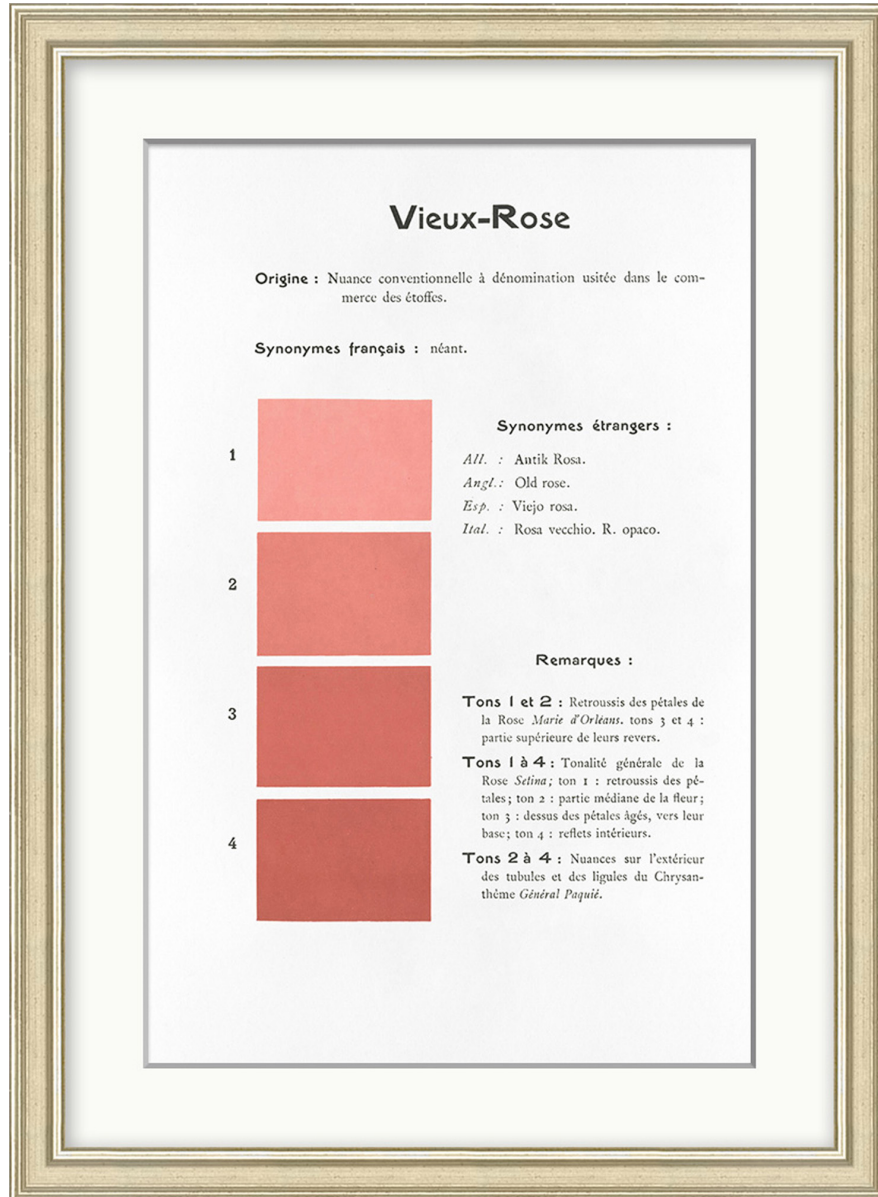 Vieux-Rose
Origine : Nuance conventionnelle à dénomination usitée dans le com-
merce des étoffes.
Synonymes français : néant.
1
2
3
4
Synonymes étrangers :
All. : Antik Rosa.
Angl.: Old rose.
Esp. : Viejo rosa.
Ital. : Rosa vecchio. R. opaco.
Remarques :
Tons 1 et 2 : Retroussis des pétales de
la Rose Marie d'Orléans. tons 3 et 4 :
partie supérieure de leurs revers.
Tons 1 à 4 : Tonalité générale de la
Rose Setina; ton 1 : retroussis des pé-
tales; ton 2 : partie médiane de la fleur;
ton 3 : dessus des pétales âgés, vers leur
base; ton 4 : reflets intérieurs.
Tons 2 à 4 : Nuances sur l'extérieur
des tubules et des ligules du Chrysan-
thème Général Paquié.